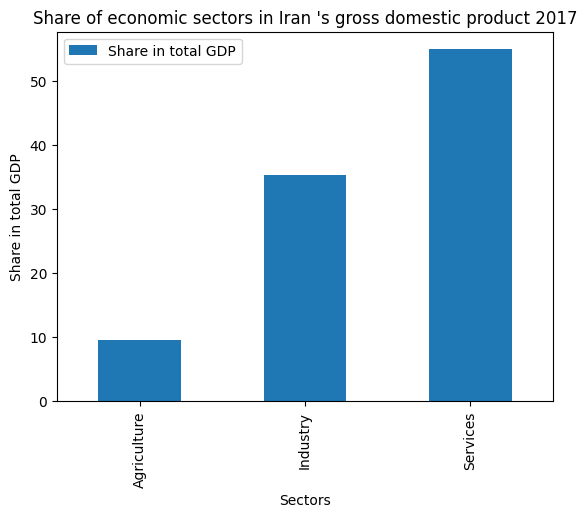 Share of economic sectors in Iran 's gross domestic product 2017
Share in total GDP
Share in total GDP
50
40
30
20
10
0
Agriculture
Industry
Services
Sectors